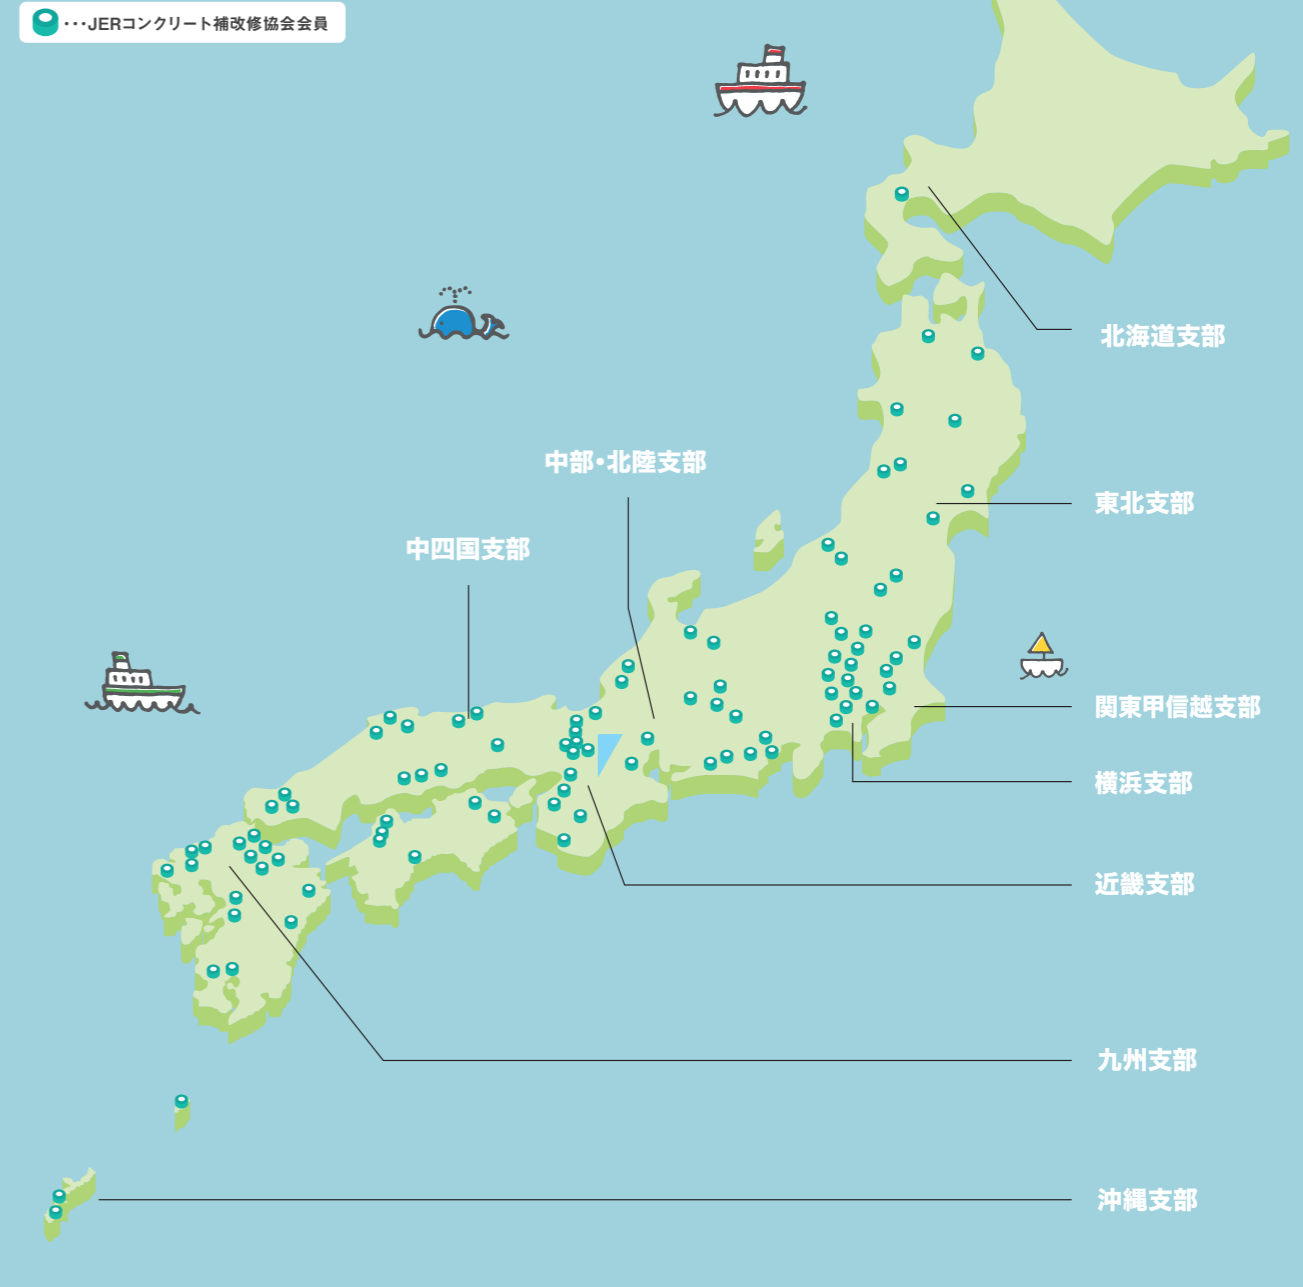 ･･･JERコンクリート補改修協会会員
北海道支部
中部・北陸支部
東北支部
中四国支部
関東甲信越支部
横浜支部
近畿支部
九州支部
沖縄支部